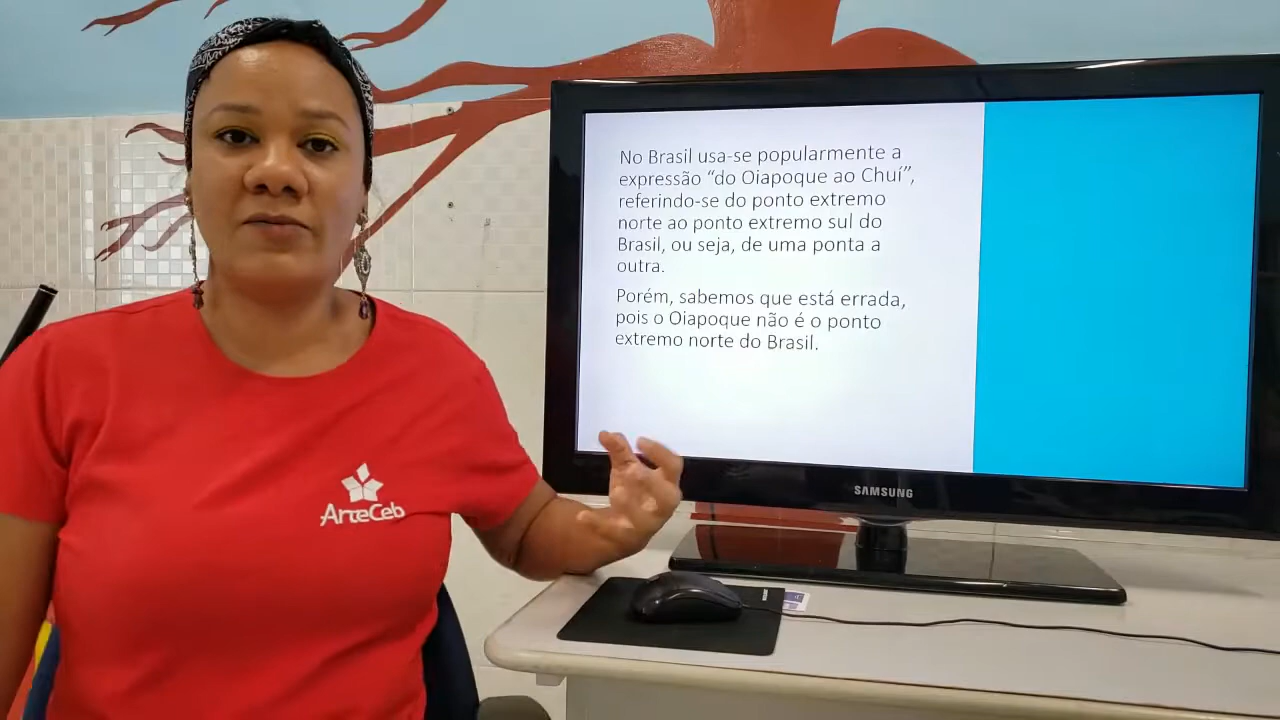 No Brasil usa-se popularmente a
expressão “do Oiapoque ao Chuí”,
referindo-se do ponto extremo
norte ao ponto extremo sul do
Brasil, ou seja, de uma ponta a
outra.
Porém, sabemos que está errada,
pois o Oiapoque não é o ponto
extremo norte do Brasil.
ArteCeb
SAMSUNG